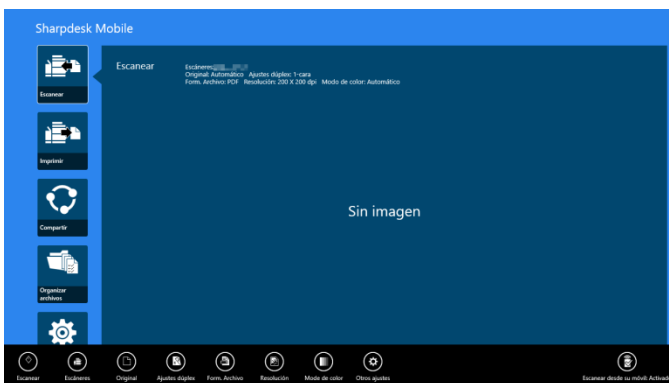 Sharpdesk Mobile
Escanear
Imprimir
Compartir
Organizar
archivos
Escanear
Escáneres:
Original: Automático Ajustes dúplex: 1-cara
Form. Archivo: PDF Resolución: 200 X 200 dpi Modo de color: Automático
Sin imagen
Escanear
Escáneres
Original
Ajustes dúplex
Form. Archivo
Resolución
Modo de color
Otros ajustes
Escanear desde su móvil: Activado